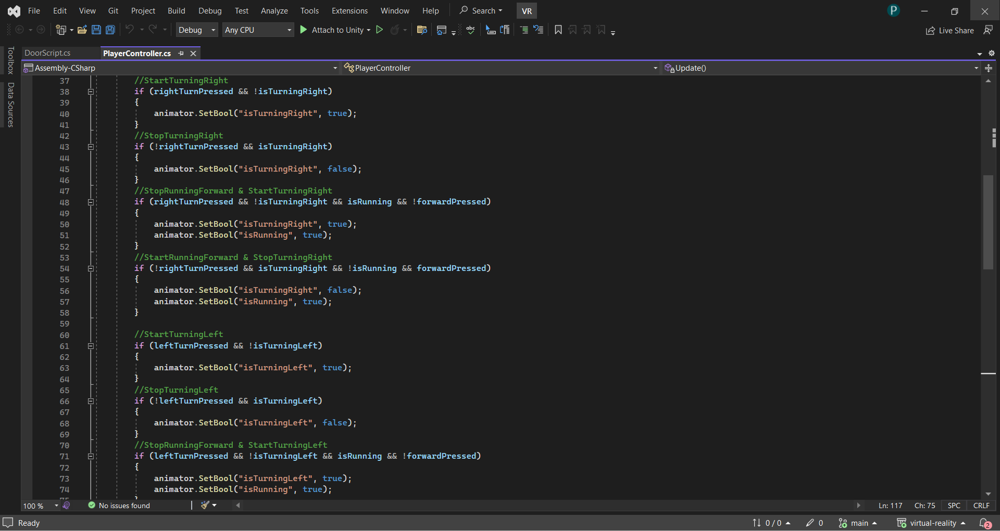 File Edit View Git Project Build Debug Test Analyze Tools Extensions Window Help Search VR P
Debug Any CPU Attach to Unity abc Live Share
DoorScript.cs PlayerController.cs
Toolbox
Data Sources
Assembly-CSharp PlayerController Update()
37 //StartTurningRight
38 if (rightTurnPressed && !isTurningRight)
39 {
40 animator.SetBool("isTurningRight", true);
41 }
42 //StopTurningRight
43 if (!rightTurnPressed && isTurningRight)
44 {
45 animator.SetBool("isTurningRight", false);
46 }
47 //StopRunningForward & StartTurningRight
48 if (rightTurnPressed && !isTurningRight && isRunning && !forwardPressed)
49 {
50 animator.SetBool("isTurningRight", true);
51 animator.SetBool("isRunning", true);
52 }
53 //StartRunningForward & StopTurningRight
54 if (!rightTurnPressed && isTurningRight && !isRunning && forwardPressed)
55 {
56 animator.SetBool("isTurningRight", false);
57 animator.SetBool("isRunning", true);
58 }
59
60 //StartTurningLeft
61 if (leftTurnPressed && !isTurningLeft)
62 {
63 animator.SetBool("isTurningLeft", true);
64 }
65 //StopTurningLeft
66 if (!leftTurnPressed && isTurningLeft)
67 {
68 animator.SetBool("isTurningLeft", false);
69 }
70 //StopRunningForward & StartTurningLeft
71 if (leftTurnPressed && !isTurningLeft && isRunning && !forwardPressed)
72 {
73 animator.SetBool("isTurningLeft", true);
74 animator.SetBool("isRunning", true);
100 % No issues found Ln: 117 Ch: 75 SPC CRLF
Ready 0 / 0 0 main virtual-reality 2